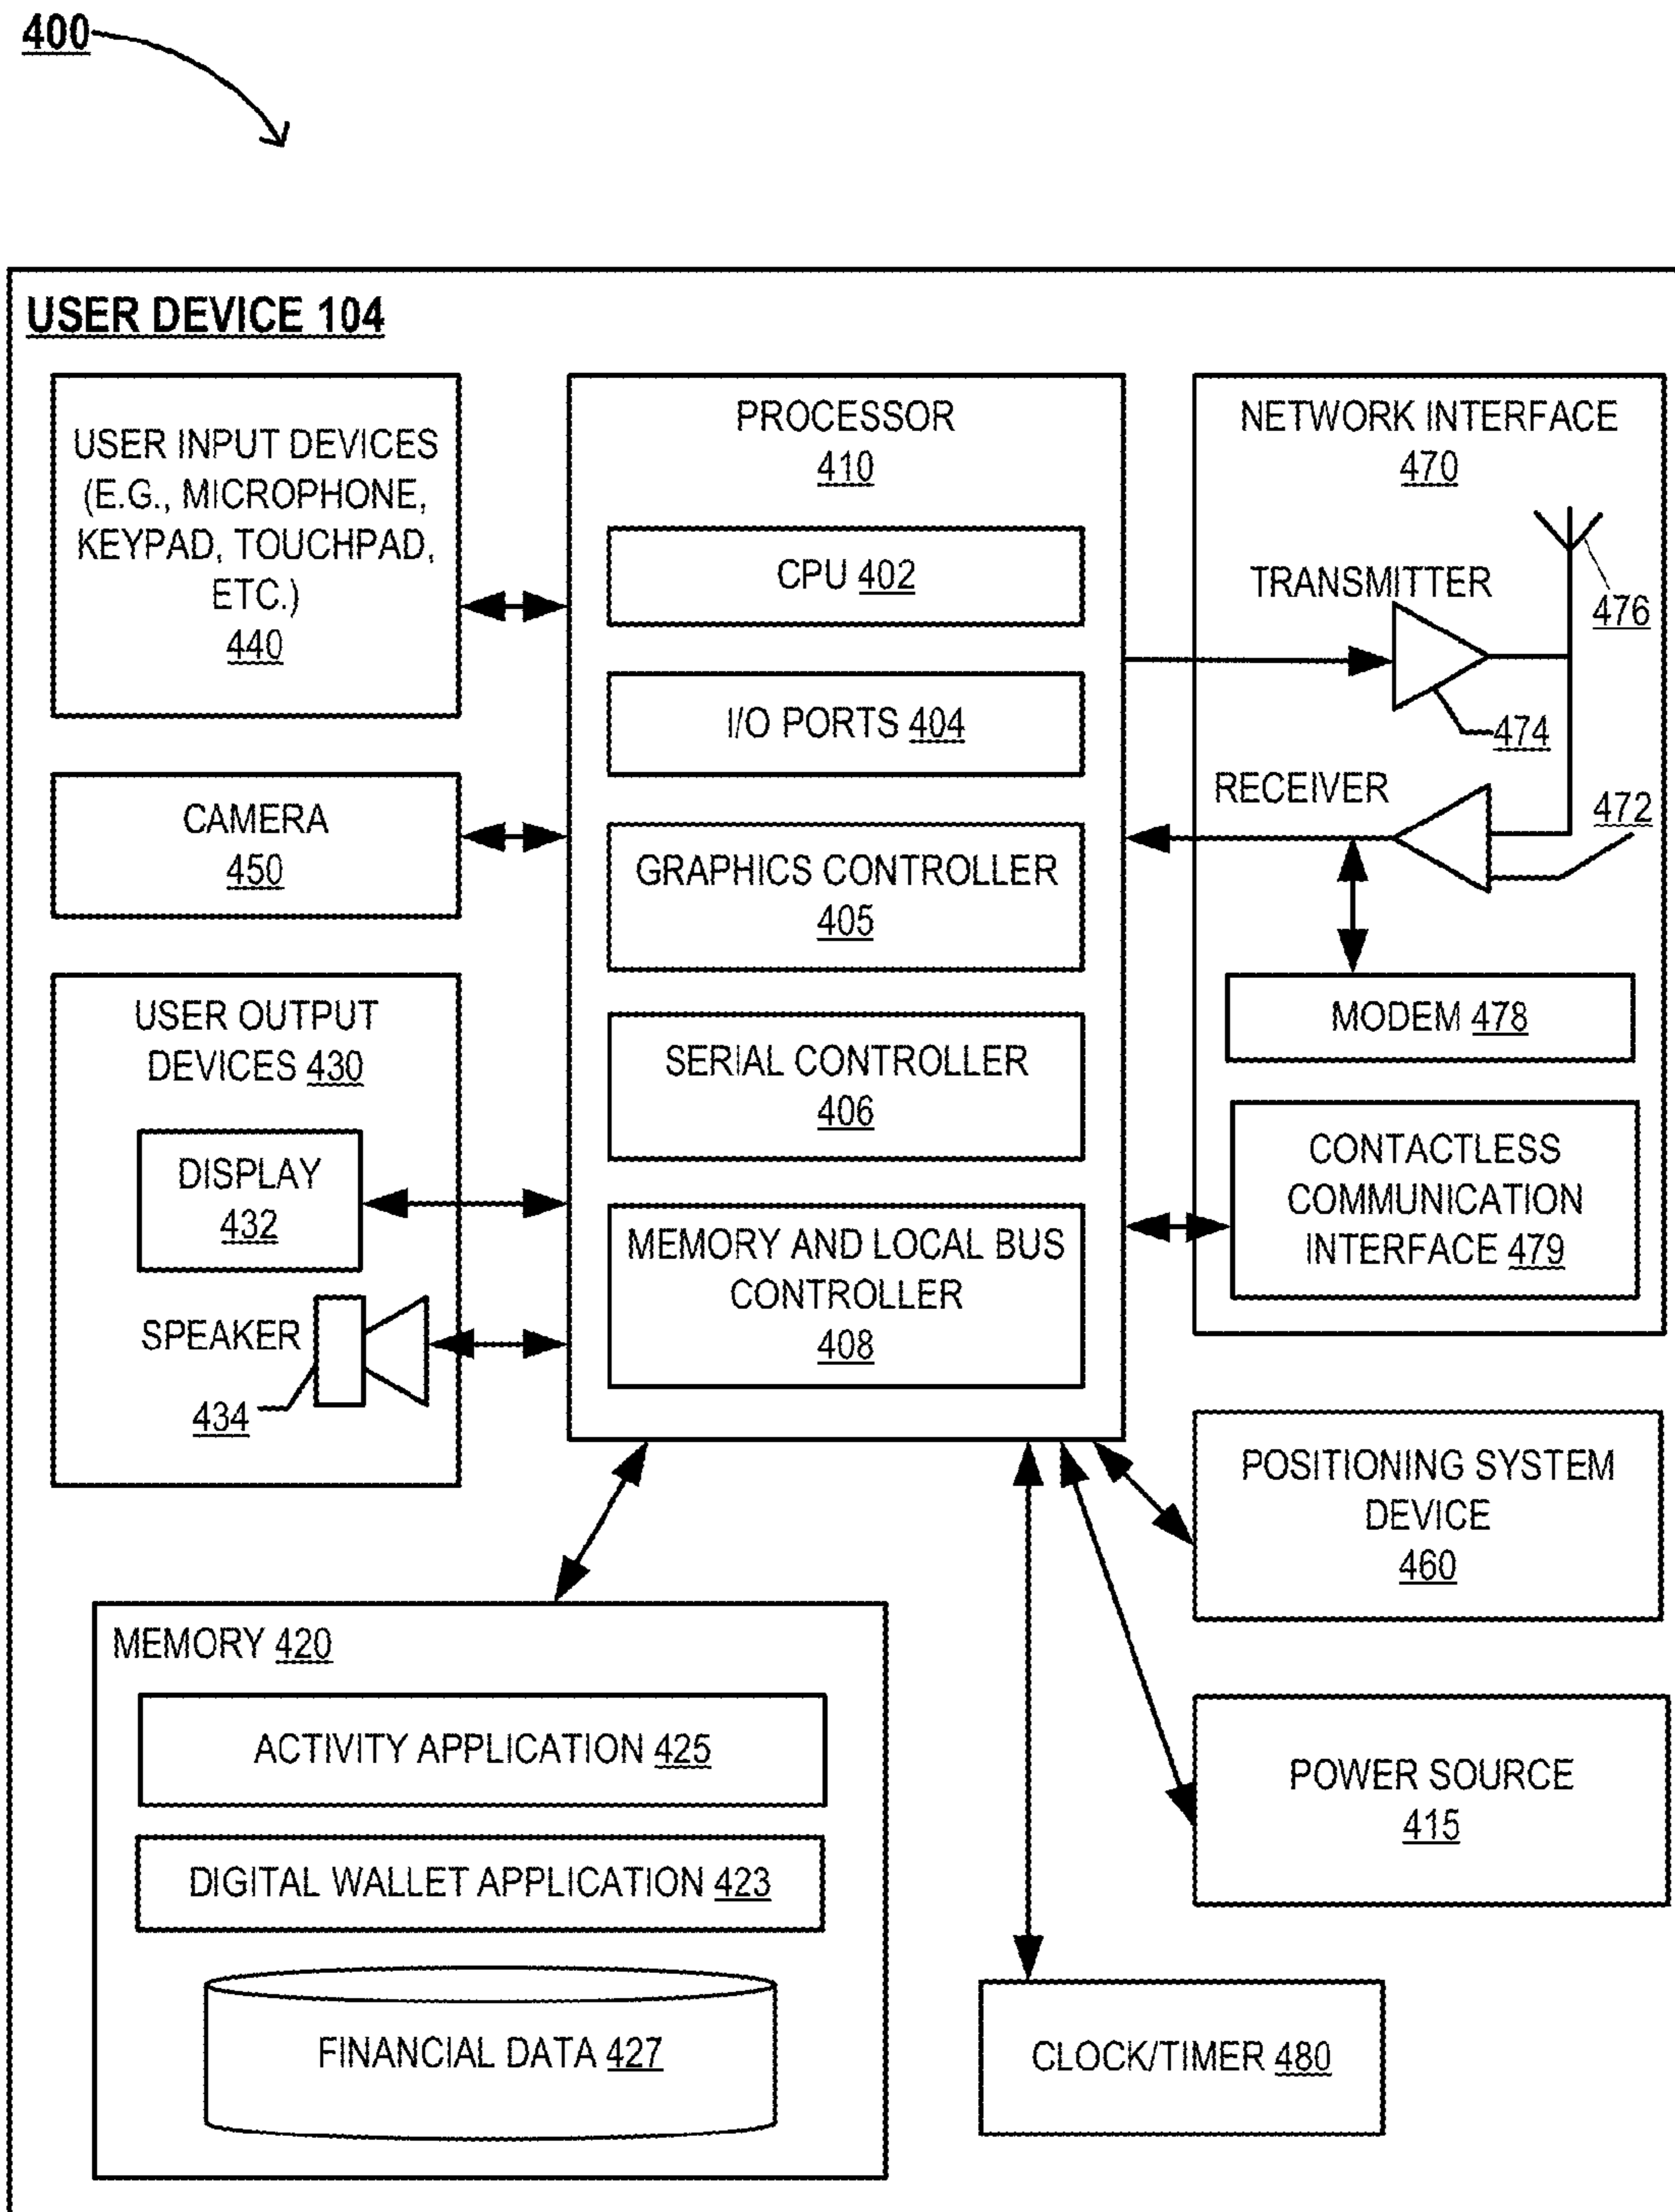 400
USER DEVICE 104
USER INPUT DEVICES
(E.G., MICROPHONE,
KEYPAD, TOUCHPAD,
ETC.)
440
CAMERA
450
USER OUTPUT
DEVICES 430
DISPLAY
432
SPEAKER
434
PROCESSOR
410
CPU 402
I/O PORTS 404
GRAPHICS CONTROLLER
405
SERIAL CONTROLLER
406
MEMORY AND LOCAL BUS
CONTROLLER
408
NETWORK INTERFACE
470
TRANSMITTER
476
474
RECEIVER
472
MODEM 478
CONTACTLESS
COMMUNICATION
INTERFACE 479
POSITIONING SYSTEM
DEVICE
460
POWER SOURCE
415
MEMORY 420
ACTIVITY APPLICATION 425
DIGITAL WALLET APPLICATION 423
FINANCIAL DATA 427
CLOCK/TIMER 480